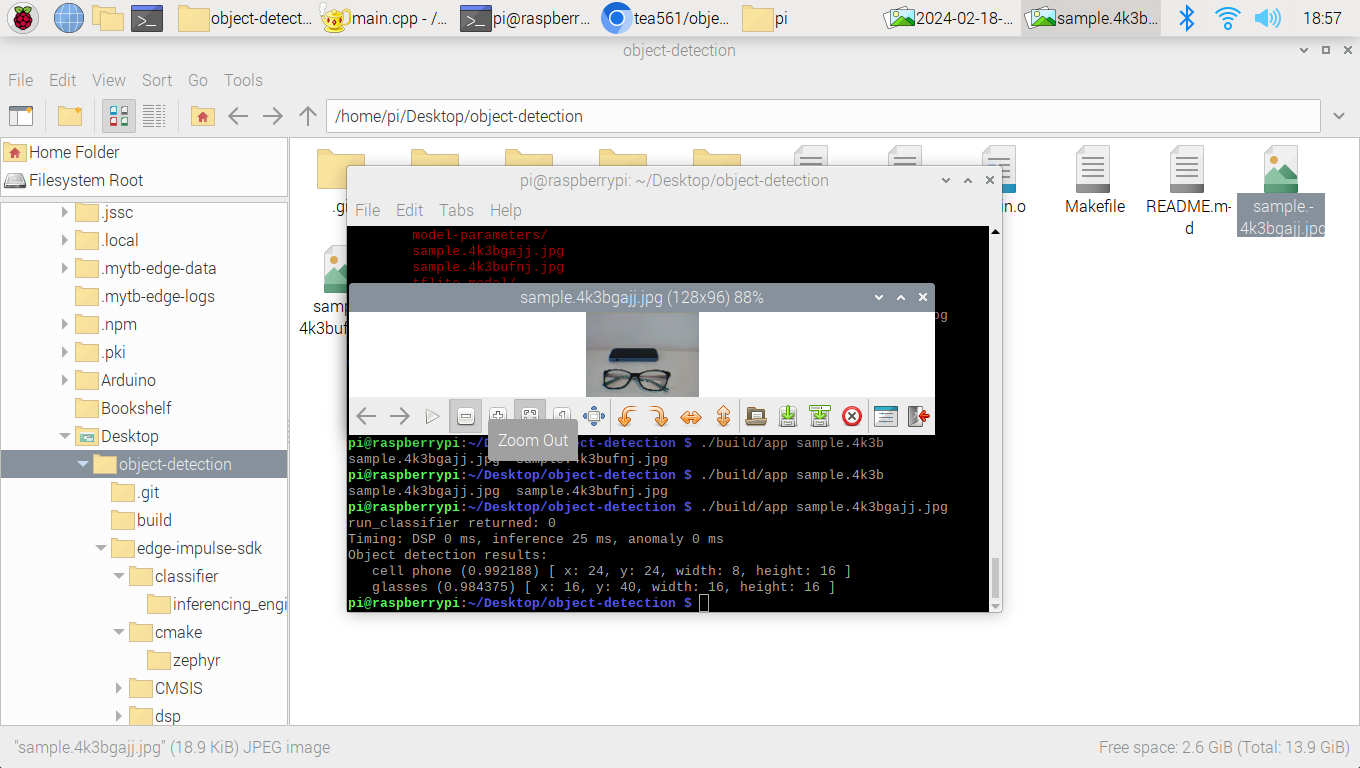 object-detect...
main.cpp - /...
pi@raspberr...
tea561/obje...
pi
2024-02-18-...
sample.4k3b...
18:57
object-detection
File Edit View Sort Go Tools
/home/pi/Desktop/object-detection
Home Folder
Filesystem Root
.jssc
.local
.mytb-edge-data
.mytb-edge-logs
.npm
.pki
Arduino
Bookshelf
Desktop
object-detection
.git
build
edge-impulse-sdk
classifier
inferencing_engi
cmake
zephyr
CMSIS
dsp
Makefile
README.m-
d
sample.-
4k3bgajj.jpg
pi@raspberrypi: ~/Desktop/object-detection
File Edit Tabs Help
model-parameters/
sample.4k3bgajj.jpg
sample.4k3bufnj.jpg
tflite-model/
sample.4k3bgajj.jpg (128x96) 88%
Zoom Out
pi@raspberrypi:~/Desktop/object-detection $ ./build/app sample.4k3b
sample.4k3bgajj.jpg sample.4k3bufnj.jpg
pi@raspberrypi:~/Desktop/object-detection $ ./build/app sample.4k3b
sample.4k3bgajj.jpg sample.4k3bufnj.jpg
pi@raspberrypi:~/Desktop/object-detection $ ./build/app sample.4k3bgajj.jpg
run_classifier returned: 0
Timing: DSP 0 ms, inference 25 ms, anomaly 0 ms
Object detection results:
cell phone (0.992188) [ x: 24, y: 24, width: 8, height: 16 ]
glasses (0.984375) [ x: 16, y: 40, width: 16, height: 16 ]
pi@raspberrypi:~/Desktop/object-detection $
"sample.4k3bgajj.jpg" (18.9 KiB) JPEG image
Free space: 2.6 GiB (Total: 13.9 GiB)